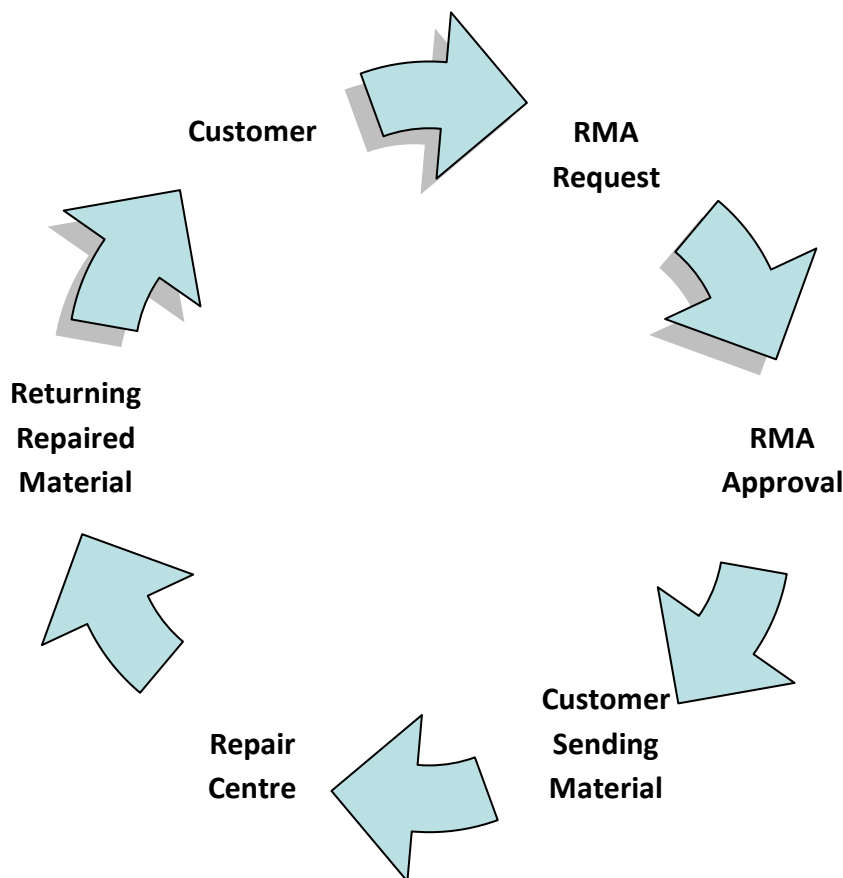 Customer
RMA
Request
RMA
Approval
Customer
Sending
Material
Repair
Centre
Returning
Repaired
Material